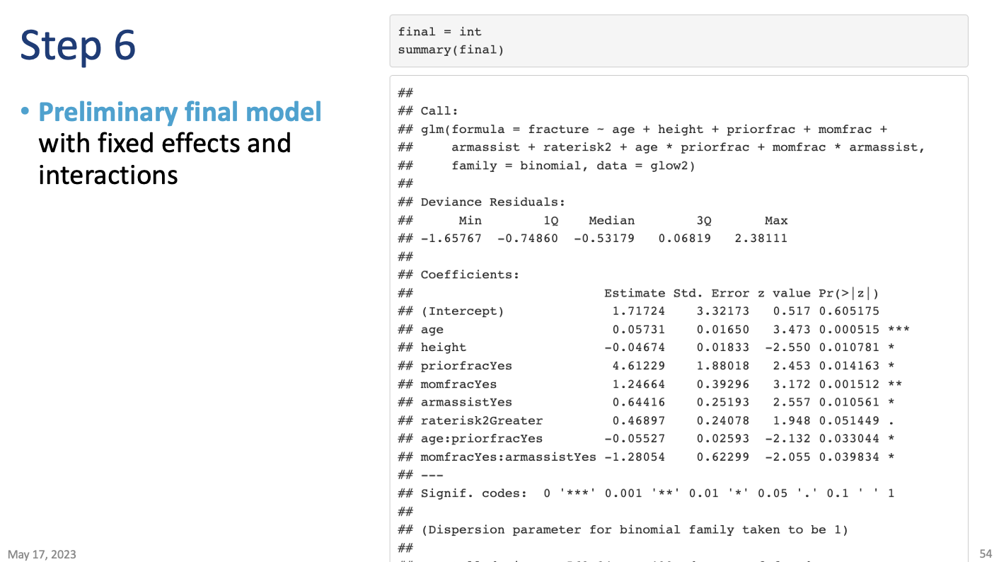 Step 6
• Preliminary final model
with fixed effects and
interactions
final = int
summary(final)
##
## Call:
## glm(formula = fracture ~ age + height + priorfrac + momfrac +
##     armassist + raterisk2 + age * priorfrac + momfrac * armassist,
##     family = binomial, data = glow2)
##
## Deviance Residuals:
##      Min        1Q    Median        3Q       Max
## -1.65767  -0.74860  -0.53179   0.06819   2.38111
##
## Coefficients:
##                         Estimate Std. Error z value Pr(>|z|)
## (Intercept)              1.71724    3.32173   0.517 0.605175
## age                      0.05731    0.01650   3.473 0.000515 ***
## height                  -0.04674    0.01833  -2.550 0.010781 *
## priorfracYes             4.61229    1.88018   2.453 0.014163 *
## momfracYes               1.24664    0.39296   3.172 0.001512 **
## armassistYes             0.64416    0.25193   2.557 0.010561 *
## raterisk2Greater         0.46897    0.24078   1.948 0.051449 .
## age:priorfracYes        -0.05527    0.02593  -2.132 0.033044 *
## momfracYes:armassistYes -1.28054    0.62299  -2.055 0.039834 *
## ---
## Signif. codes:  0 '***' 0.001 '**' 0.01 '*' 0.05 '.' 0.1 ' ' 1
##
## (Dispersion parameter for binomial family taken to be 1)
##
May 17, 2023
54